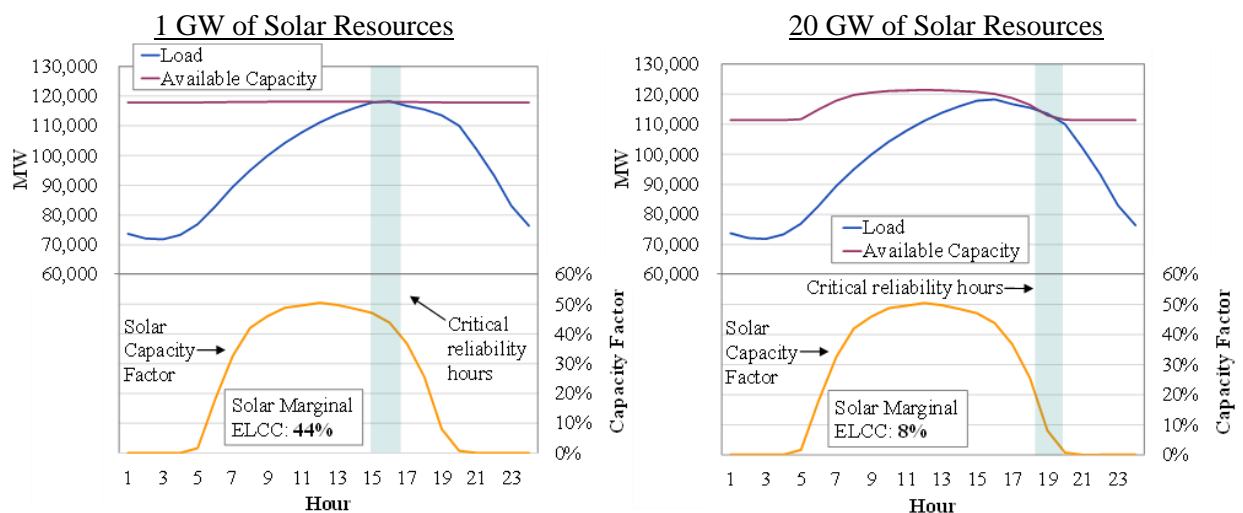 1 GW of Solar Resources
Load
Available Capacity
130,000
120,000
110,000
100,000
90,000
80,000
70,000
60,000
MW
60%
50%
40%
30%
20%
10%
0%
Capacity Factor
Solar
Capacity
Factor
Critical
reliability
hours
Solar Marginal
ELCC: 44%
1 3 5 7 9 11 13 15 17 19 21 23
Hour
20 GW of Solar Resources
130,000
120,000
110,000
100,000
90,000
80,000
70,000
60,000
MW
Load
Available Capacity
60%
50%
40%
30%
20%
10%
0%
Capacity Factor
Critical reliability hours
Solar
Capacity
Factor
Solar Marginal
ELCC: 8%
1 3 5 7 9 11 13 15 17 19 21 23
Hour